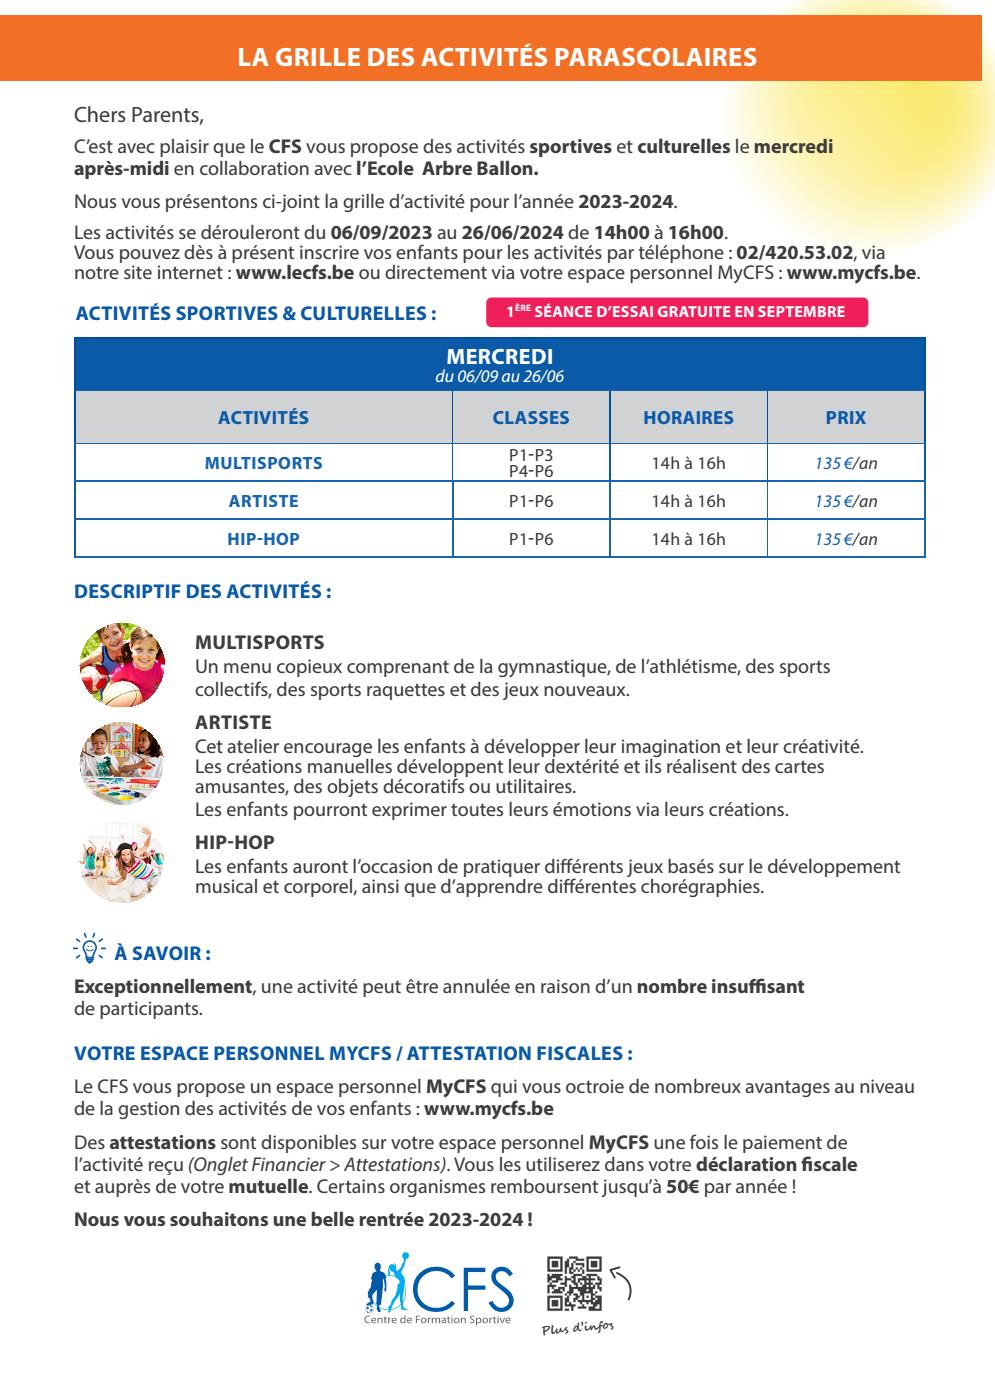 LA GRILLE DES ACTIVITÉS PARASCOLAIRES
Chers Parents,
C’est avec plaisir que le CFS vous propose des activités sportives et culturelles le mercredi
après-midi en collaboration avec l’Ecole Arbre Ballon.
Nous vous présentons ci-joint la grille d’activité pour l’année 2023-2024.
Les activités se dérouleront du 06/09/2023 au 26/06/2024 de 14h00 à 16h00.
Vous pouvez dès à présent inscrire vos enfants pour les activités par téléphone : 02/420.53.02, via
notre site internet : www.lecfs.be ou directement via votre espace personnel MyCFS : www.mycfs.be.
ACTIVITÉS SPORTIVES & CULTURELLES :
1ÈRE SÉANCE D’ESSAI GRATUITE EN SEPTEMBRE
MERCREDI
du 06/09 au 26/06
ACTIVITÉS CLASSES HORAIRES PRIX
MULTISPORTS P1-P3 P4-P6 14h à 16h 135 €/an
ARTISTE P1-P6 14h à 16h 135 €/an
HIP-HOP P1-P6 14h à 16h 135 €/an
DESCRIPTIF DES ACTIVITÉS :
MULTISPORTS
Un menu copieux comprenant de la gymnastique, de l’athlétisme, des sports
collectifs, des sports raquettes et des jeux nouveaux.
ARTISTE
Cet atelier encourage les enfants à développer leur imagination et leur créativité.
Les créations manuelles développent leur dextérité et ils réalisent des cartes
amusantes, des objets décoratifs ou utilitaires.
Les enfants pourront exprimer toutes leurs émotions via leurs créations.
HIP-HOP
Les enfants auront l’occasion de pratiquer différents jeux basés sur le développement
musical et corporel, ainsi que d’apprendre différentes chorégraphies.
À SAVOIR :
Exceptionnellement, une activité peut être annulée en raison d’un nombre insuffisant
de participants.
VOTRE ESPACE PERSONNEL MYCFS / ATTESTATION FISCALES :
Le CFS vous propose un espace personnel MyCFS qui vous octroie de nombreux avantages au niveau
de la gestion des activités de vos enfants : www.mycfs.be
Des attestations sont disponibles sur votre espace personnel MyCFS une fois le paiement de
l’activité reçu (Onglet Financier > Attestations). Vous les utiliserez dans votre déclaration fiscale
et auprès de votre mutuelle. Certains organismes remboursent jusqu’à 50€ par année !
Nous vous souhaitons une belle rentrée 2023-2024 !
CFS
Centre de Formation Sportive
Plus d’infos